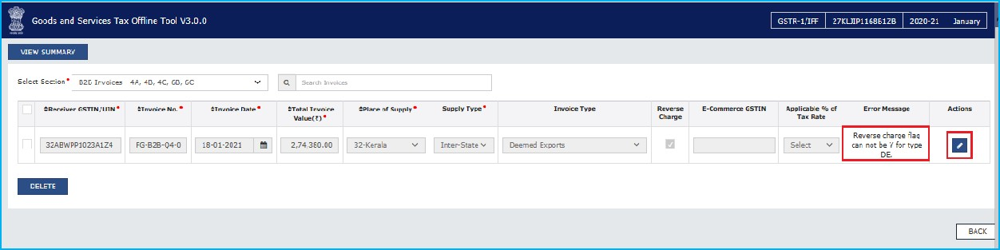 Goods and Services Tax Offline Tool V3.0.0
GSTR-1/IFF 27KLJIP1168B1ZB 2020-21 January
VIEW SUMMARY
Select Section• B2B Invoices - 4A, 4B, 4C, 6B, 6C Search Invoices
Receiver GSTIN/UIN• Invoice No.• Invoice Date• Total Invoice Value(₹)• Place of Supply• Supply Type• Invoice Type Reverse Charge E-Commerce GSTIN Applicable % of Tax Rate Error Message Actions
32ABWPP1023A1Z4 FG-B2B-Q4-0 18-01-2021 2,74,380.00 32-Kerala Inter-State Deemed Exports Select
Reverse charge flag
can not be Y for type
DE.
DELETE
BACK